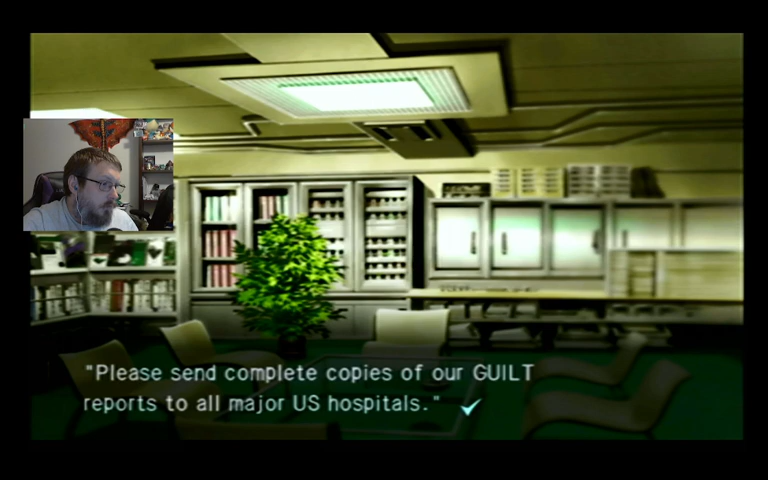 "Please send complete copies of our GUILT
reports to all major US hospitals."